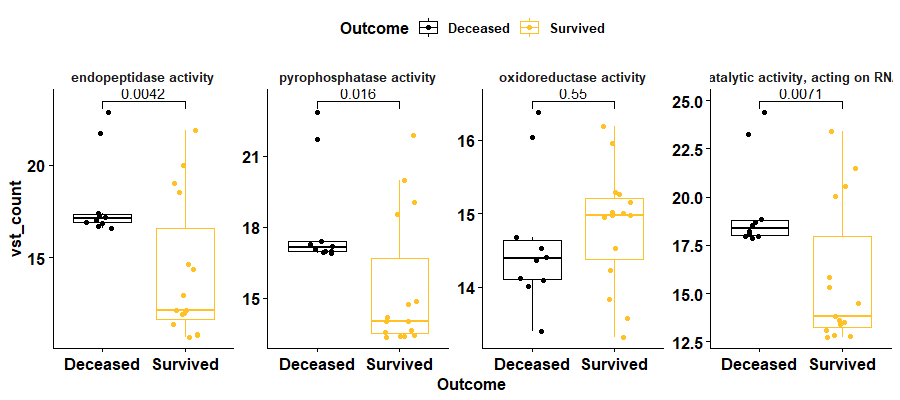 Outcome Deceased Survived
endopeptidase activity
0.0042
20
15
vst_count
Deceased Survived
pyrophosphatase activity
0.016
21
18
15
Deceased Survived
oxidoreductase activity
0.55
16
15
14
Deceased Survived
atalytic activity, acting on RN
0.0071
25.0
22.5
20.0
17.5
15.0
12.5
Deceased Survived
Outcome